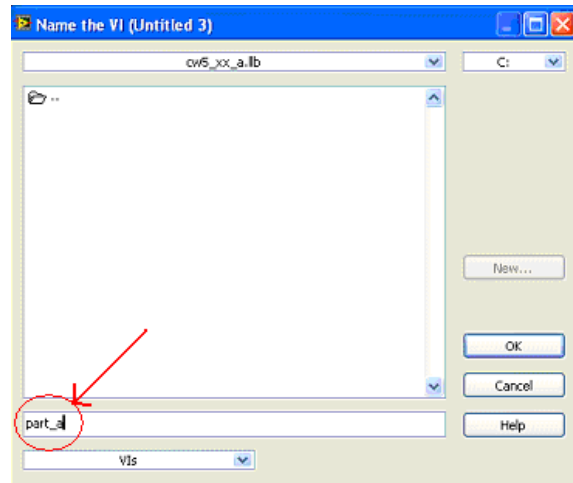 Name the VI (Untitled 3)
cw5_xx_a.llb
C:
..
New...
OK
Cancel
part_a
Help
VIs